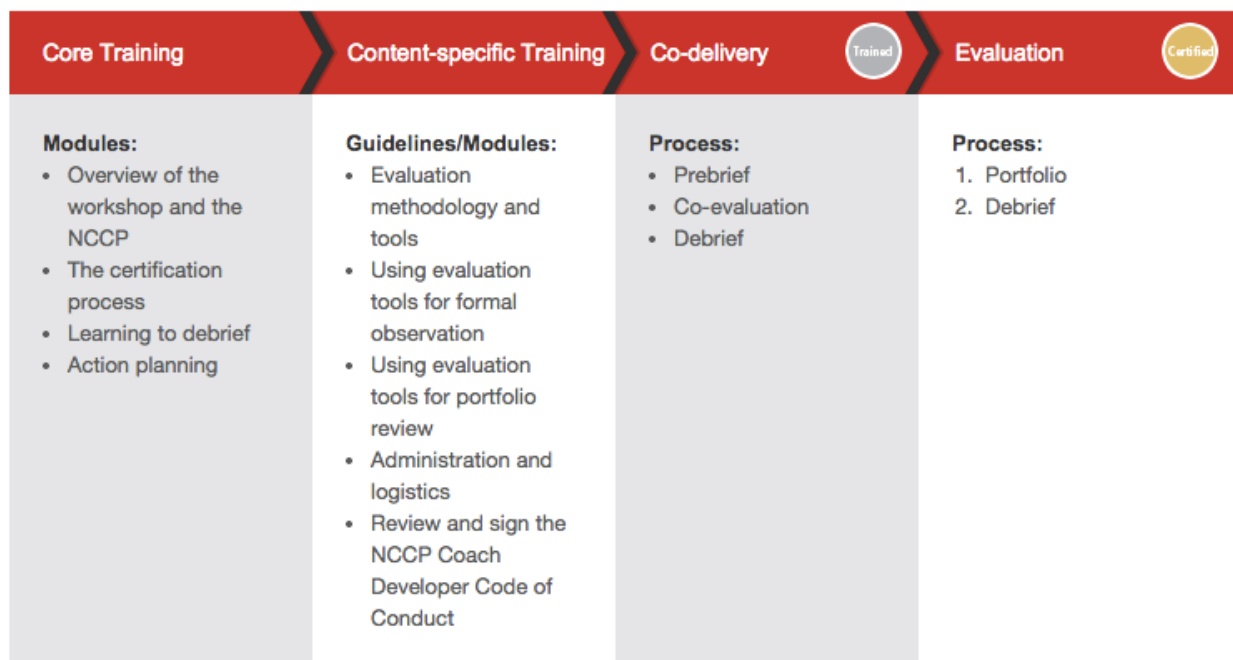 Core Training
Content-specific Training
Co-delivery
Trained
Evaluation
Certified
Modules:
• Overview of the
workshop and the
NCCP
• The certification
process
• Learning to debrief
• Action planning
Guidelines/Modules:
• Evaluation
methodology and
tools
• Using evaluation
tools for formal
observation
• Using evaluation
tools for portfolio
review
• Administration and
logistics
• Review and sign the
NCCP Coach
Developer Code of
Conduct
Process:
• Prebrief
• Co-evaluation
• Debrief
Process:
1. Portfolio
2. Debrief